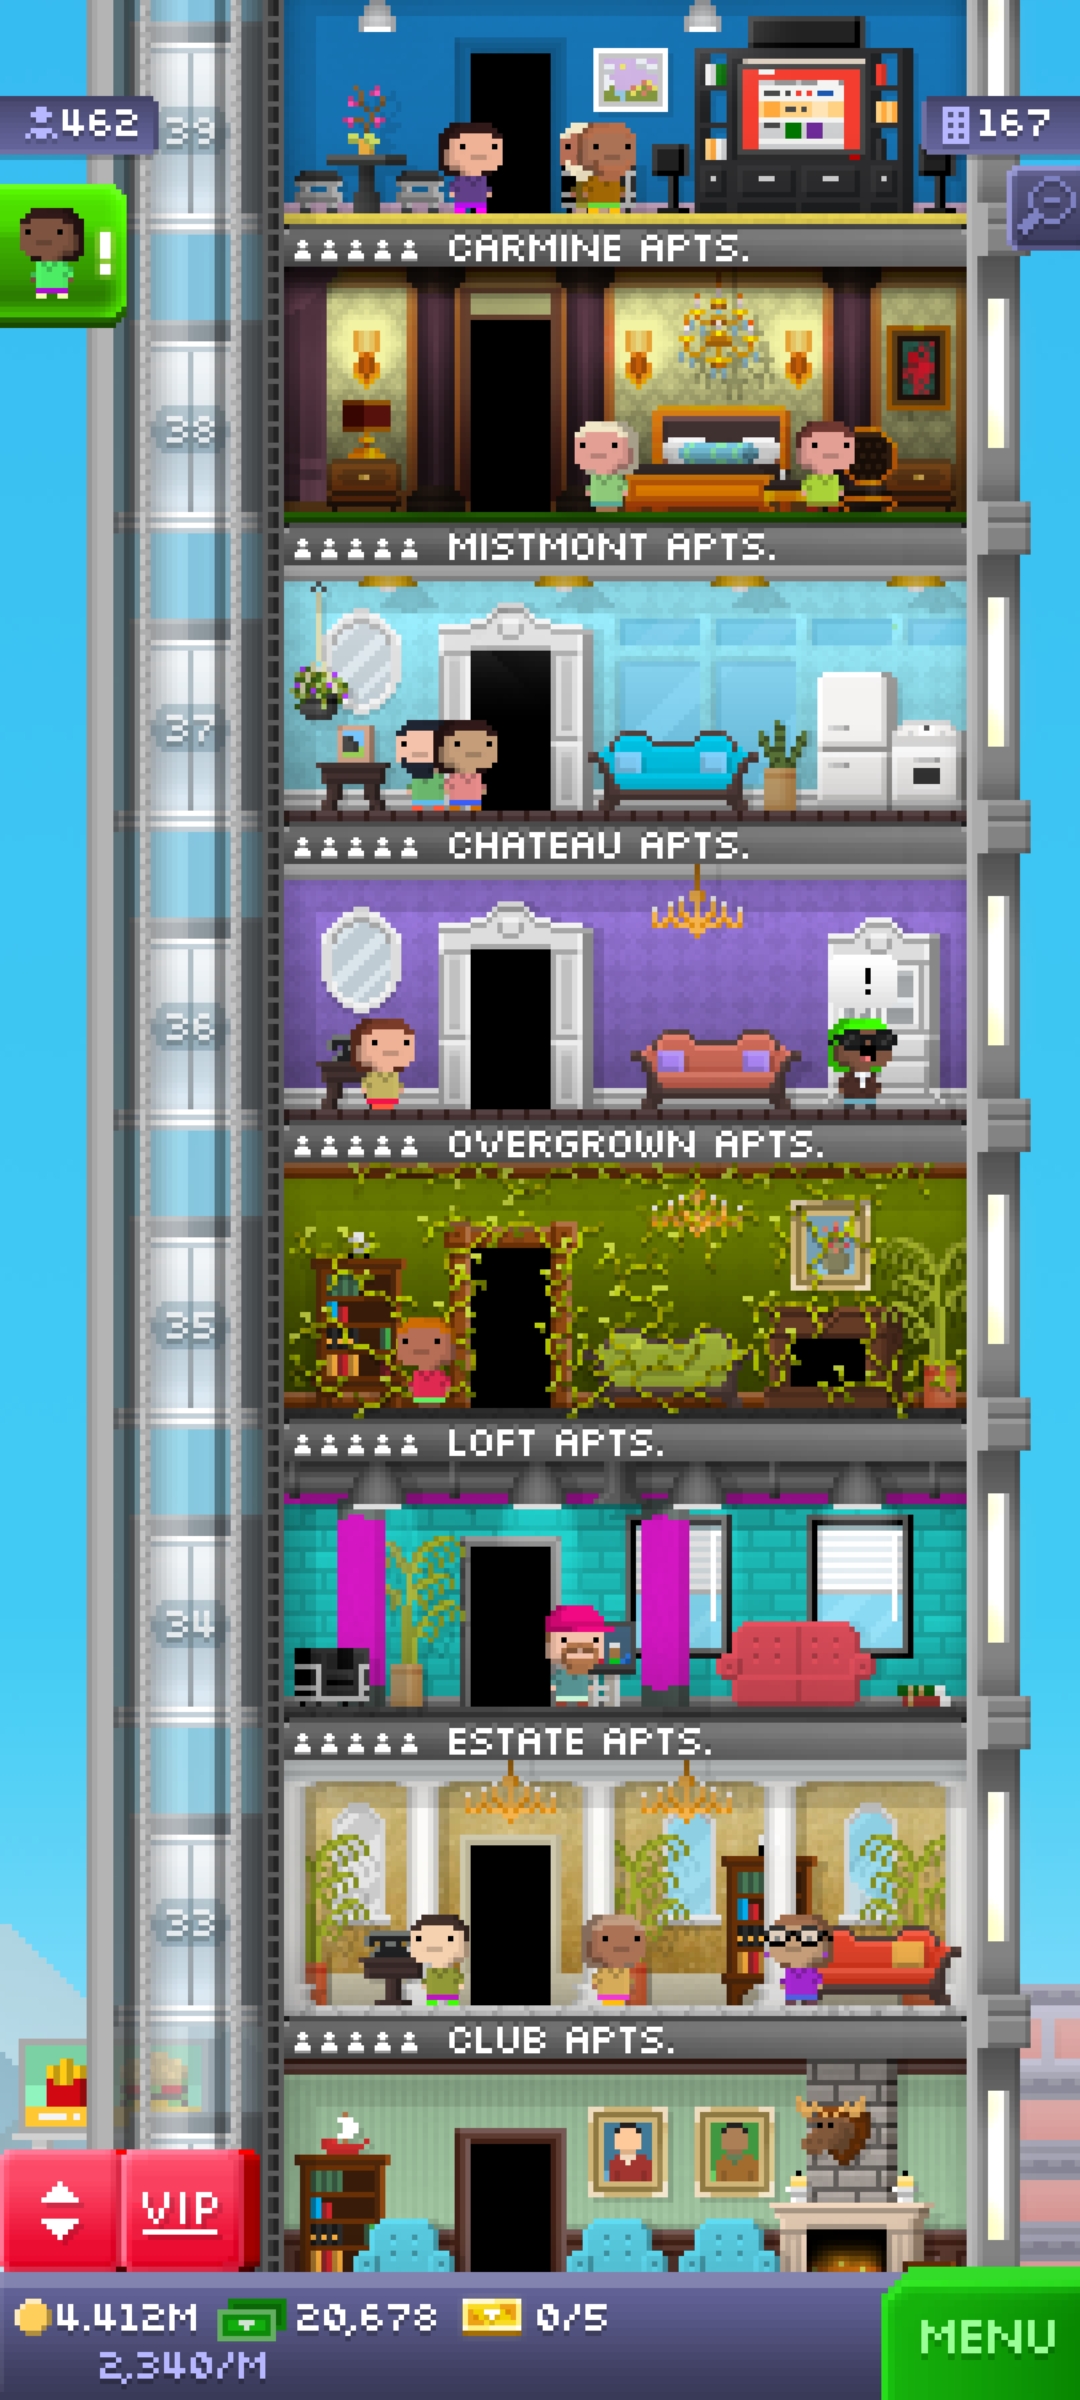 462
39
167
!
CARMINE APTS.
38
MISTMONT APTS.
37
CHATEAU APTS.
!
36
OVERGROWN APTS.
35
LOFT APTS.
34
ESTATE APTS.
33
CLUB APTS.
VIP
4.412M 20,678 0/5
2,340/M
MENU